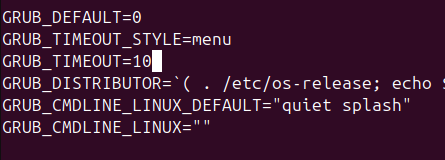 GRUB_DEFAULT=0
GRUB_TIMEOUT_STYLE=menu
GRUB_TIMEOUT=10
GRUB_DISTRIBUTOR=`( . /etc/os-release; echo
GRUB_CMDLINE_LINUX_DEFAULT="quiet splash"
GRUB_CMDLINE_LINUX=""